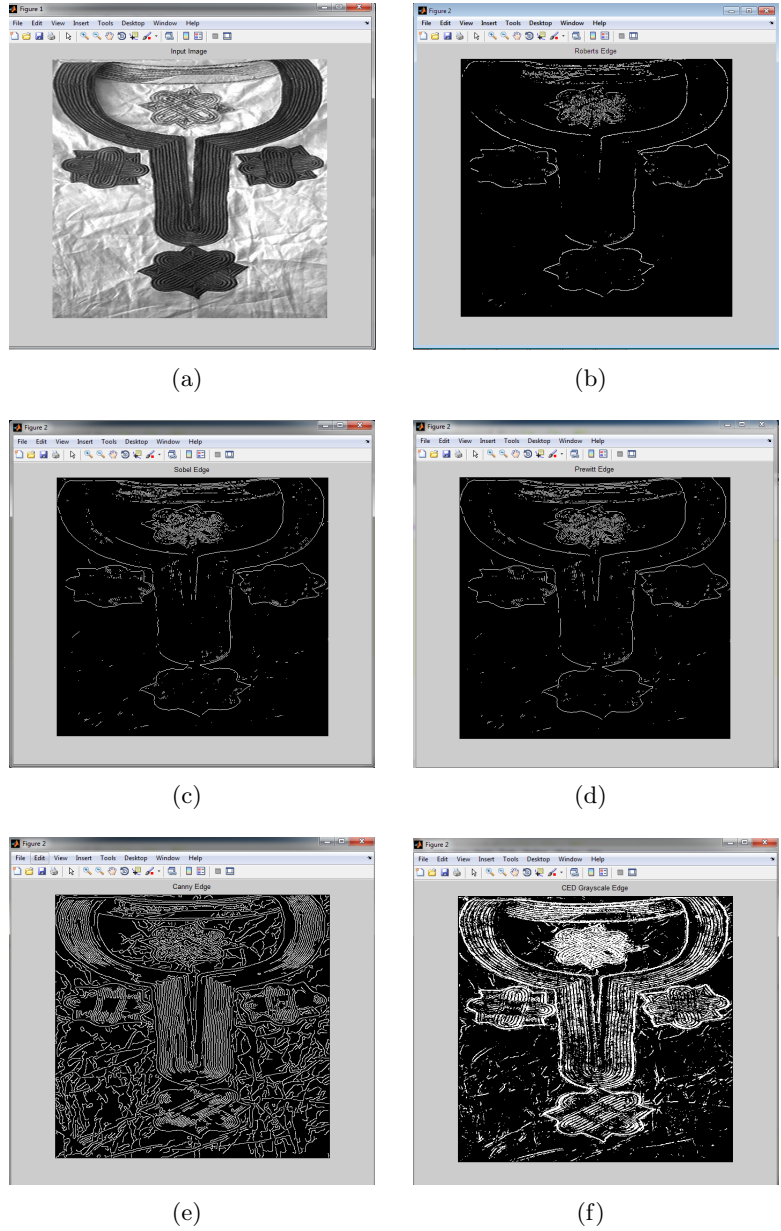 Figure 1
File Edit View Insert Tools Desktop Window Help
Input Image
(a)
Figure 2
File Edit View Insert Tools Desktop Window Help
Roberts Edge
(b)
Figure 2
File Edit View Insert Tools Desktop Window Help
Sobel Edge
(c)
Figure 2
File Edit View Insert Tools Desktop Window Help
Prewitt Edge
(d)
Figure 2
File Edit View Insert Tools Desktop Window Help
Canny Edge
(e)
Figure 2
File Edit View Insert Tools Desktop Window Help
CED Grayscale Edge
(f)